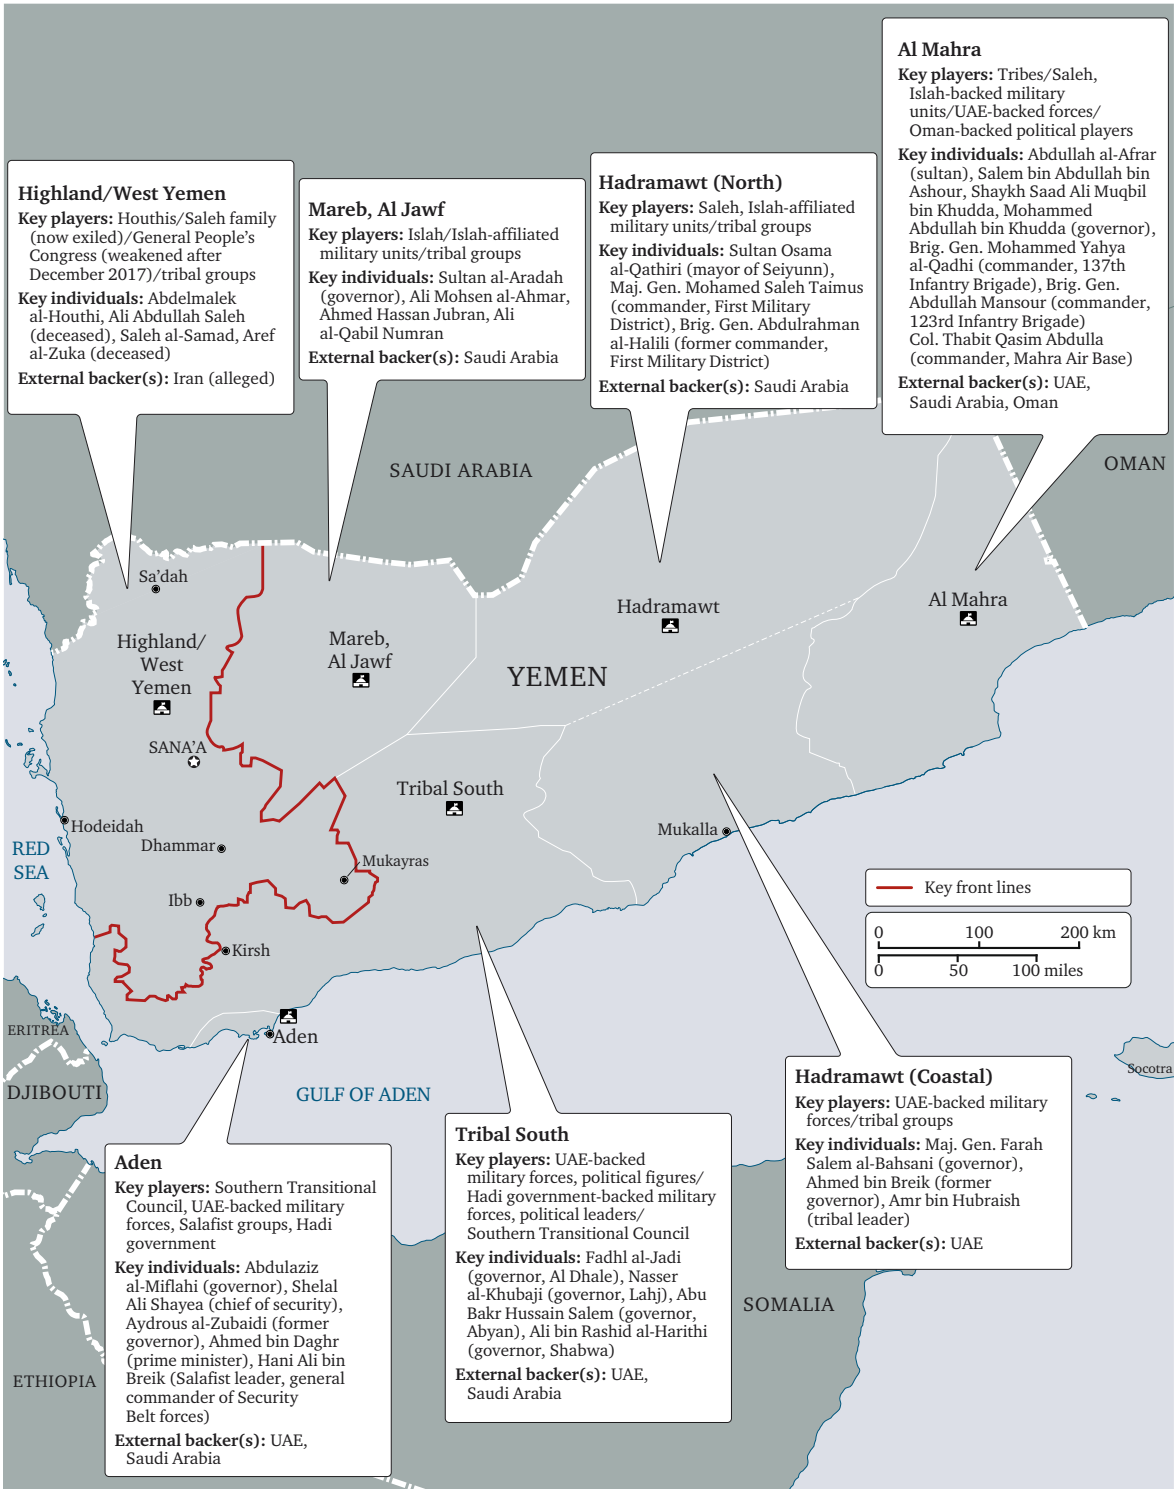 Al Mahra
Key players: Tribes/Saleh,
Islah-backed military
units/UAE-backed forces/
Oman-backed political players
Key individuals: Abdullah al-Afrar
(sultan), Salem bin Abdullah bin
Ashour, Shaykh Saad Ali Muqbil
bin Khudda, Mohammed
Abdullah bin Khudda (governor),
Brig. Gen. Mohammed Yahya
al-Qadhi (commander, 137th
Infantry Brigade), Brig. Gen.
Abdullah Mansour (commander,
123rd Infantry Brigade)
Col. Thabit Qasim Abdulla
(commander, Mahra Air Base)
External backer(s): UAE,
Saudi Arabia, Oman
Highland/West Yemen
Key players: Houthis/Saleh family
(now exiled)/General People’s
Congress (weakened after
December 2017)/tribal groups
Key individuals: Abdelmalek
al-Houthi, Ali Abdullah Saleh
(deceased), Saleh al-Samad, Aref
al-Zuka (deceased)
External backer(s): Iran (alleged)
Mareb, Al Jawf
Key players: Islah/Islah-affiliated
military units/tribal groups
Key individuals: Sultan al-Aradah
(governor), Ali Mohsen al-Ahmar,
Ahmed Hassan Jubran, Ali
al-Qabil Numran
External backer(s): Saudi Arabia
Hadramawt (North)
Key players: Saleh, Islah-affiliated
military units/tribal groups
Key individuals: Sultan Osama
al-Qathiri (mayor of Seiyunn),
Maj. Gen. Mohamed Saleh Taimus
(commander, First Military
District), Brig. Gen. Abdulrahman
al-Halili (former commander,
First Military District)
External backer(s): Saudi Arabia
SAUDI ARABIA
OMAN
Sa’dah
Highland/
West
Yemen
Mareb,
Al Jawf
Hadramawt
Al Mahra
YEMEN
SANA’A
Tribal South
Hodeidah
Dhammar
Mukalla
Mukayras
RED
SEA
Ibb
Kirsh
Key front lines
0 100 200 km
0 50 100 miles
ERITREA
Aden
DJIBOUTI
GULF OF ADEN
Socotra
Hadramawt (Coastal)
Key players: UAE-backed military
forces/tribal groups
Key individuals: Maj. Gen. Farah
Salem al-Bahsani (governor),
Ahmed bin Breik (former
governor), Amr bin Hubraish
(tribal leader)
External backer(s): UAE
Tribal South
Key players: UAE-backed
military forces, political figures/
Hadi government-backed military
forces, political leaders/
Southern Transitional Council
Key individuals: Fadhl al-Jadi
(governor, Al Dhale), Nasser
al-Khubaji (governor, Lahj), Abu
Bakr Hussain Salem (governor,
Abyan), Ali bin Rashid al-Harithi
(governor, Shabwa)
External backer(s): UAE,
Saudi Arabia
Aden
Key players: Southern Transitional
Council, UAE-backed military
forces, Salafist groups, Hadi
government
Key individuals: Abdulaziz
al-Miflahi (governor), Shelal
Ali Shayea (chief of security),
Aydrous al-Zubaidi (former
governor), Ahmed bin Daghr
(prime minister), Hani Ali bin
Breik (Salafist leader, general
commander of Security
Belt forces)
External backer(s): UAE,
Saudi Arabia
SOMALIA
ETHIOPIA